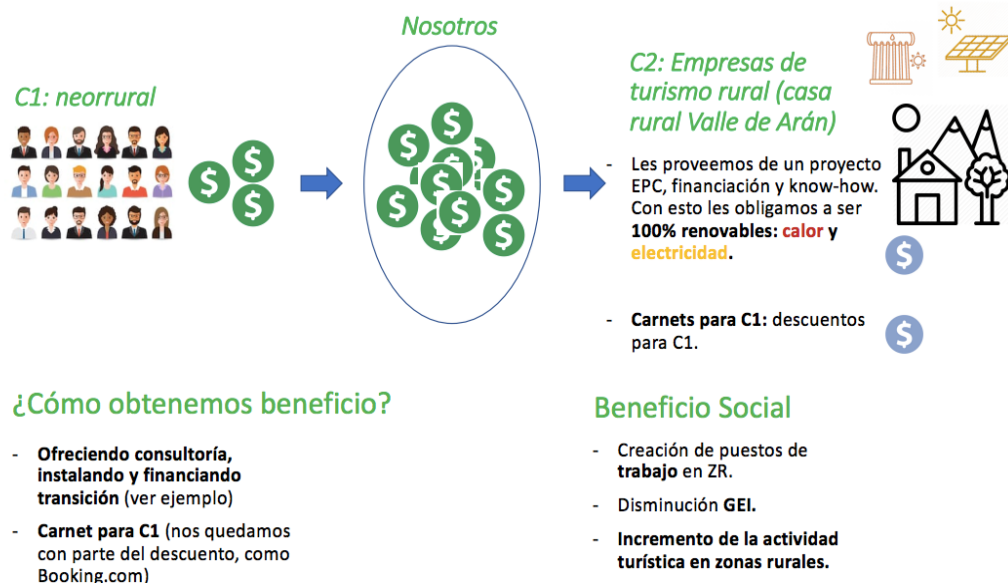 Nosotros
C1: neorrural
C2: Empresas de
turismo rural (casa
rural Valle de Arán)
- Les proveemos de un proyecto
EPC, financiación y know-how.
Con esto les obligamos a ser
100% renovables: calor y
electricidad.
- Carnets para C1: descuentos
para C1.
¿Cómo obtenemos beneficio?
- Ofreciendo consultoría,
instalando y financiando
transición (ver ejemplo)
- Carnet para C1 (nos quedamos
con parte del descuento, como
Booking.com)
Beneficio Social
- Creación de puestos de
trabajo en ZR.
- Disminución GEI.
- Incremento de la actividad
turística en zonas rurales.